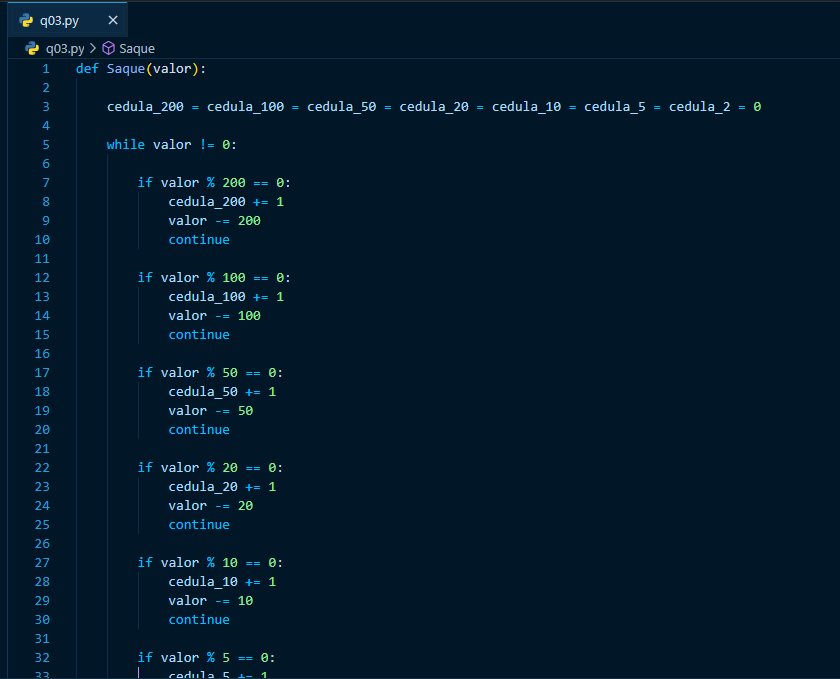 q03.py ×
q03.py > Saque
1 def Saque(valor):
2
3 cedula_200 = cedula_100 = cedula_50 = cedula_20 = cedula_10 = cedula_5 = cedula_2 = 0
4
5 while valor != 0:
6
7 if valor % 200 == 0:
8 cedula_200 += 1
9 valor -= 200
10 continue
11
12 if valor % 100 == 0:
13 cedula_100 += 1
14 valor -= 100
15 continue
16
17 if valor % 50 == 0:
18 cedula_50 += 1
19 valor -= 50
20 continue
21
22 if valor % 20 == 0:
23 cedula_20 += 1
24 valor -= 20
25 continue
26
27 if valor % 10 == 0:
28 cedula_10 += 1
29 valor -= 10
30 continue
31
32 if valor % 5 == 0:
33 cedula_5 += 1